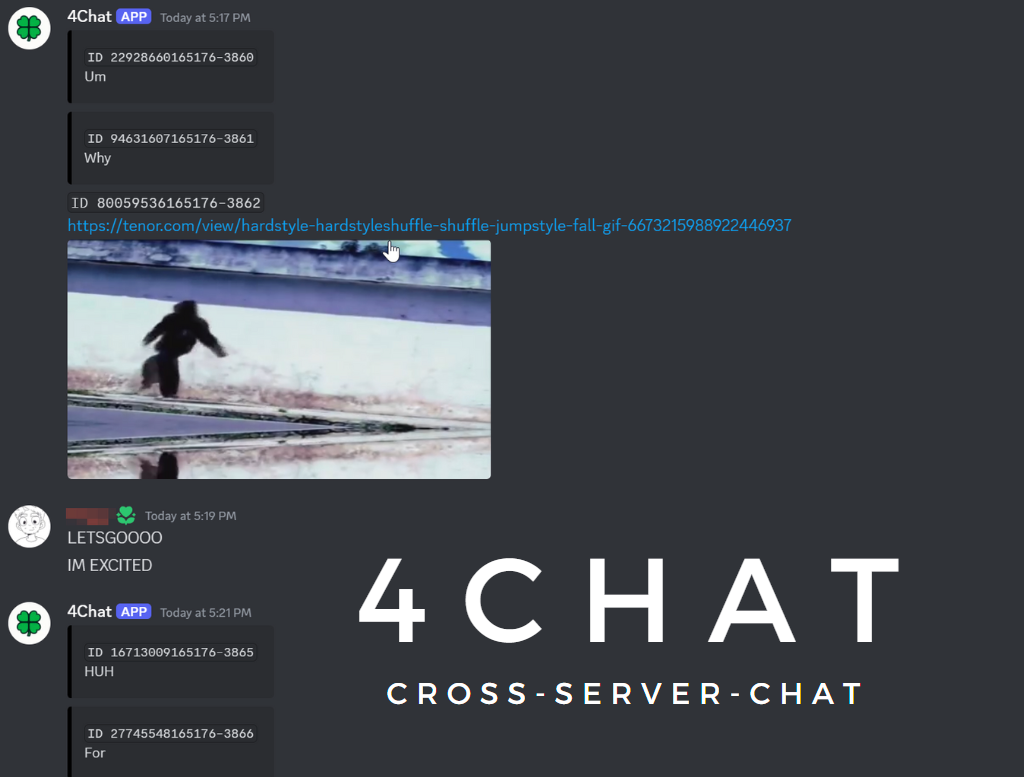 4Chat APP Today at 5:17 PM
ID 22928660165176-3860
Um
ID 94631607165176-3861
Why
ID 80059536165176-3862
https://tenor.com/view/hardstyle-hardstyleshuffle-shuffle-jumpstyle-fall-gif-6673215988922446937
Today at 5:19 PM
LETSGOOOO
IM EXCITED
4Chat APP Today at 5:21 PM
ID 16713009165176-3865
HUH
ID 27745548165176-3866
For
4CHAT
CROSS-SERVER-CHAT